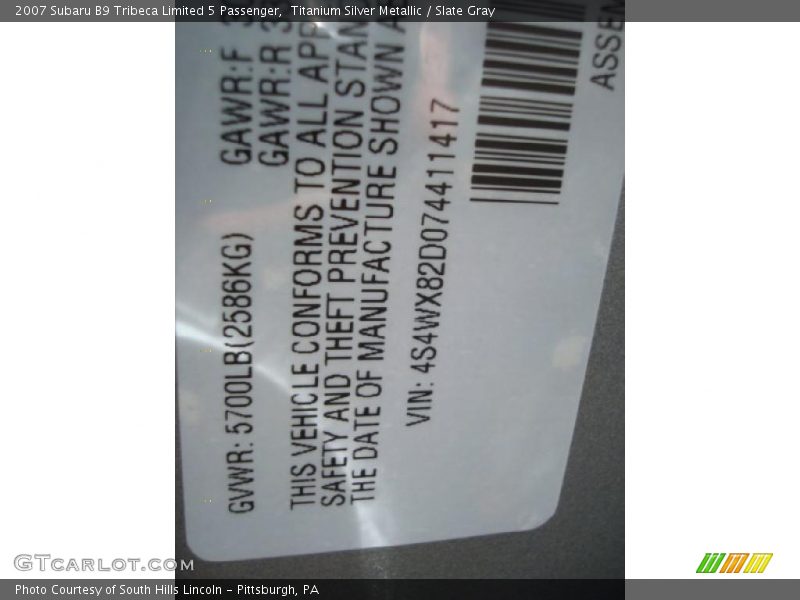 2007 Subaru B9 Tribeca Limited 5 Passenger,  Titanium Silver Metallic / Slate Gray
GVWR: 5700LB(2586KG) GAWR:F
GAWR:R
THIS VEHICLE CONFORMS TO ALL
SAFETY AND THEFT PREVENTION
THE DATE OF MANUFACTURE SHOWN
VIN: 4S4WX82D074411417
GTcarlot.com
Photo Courtesy of South Hills Lincoln - Pittsburgh, PA